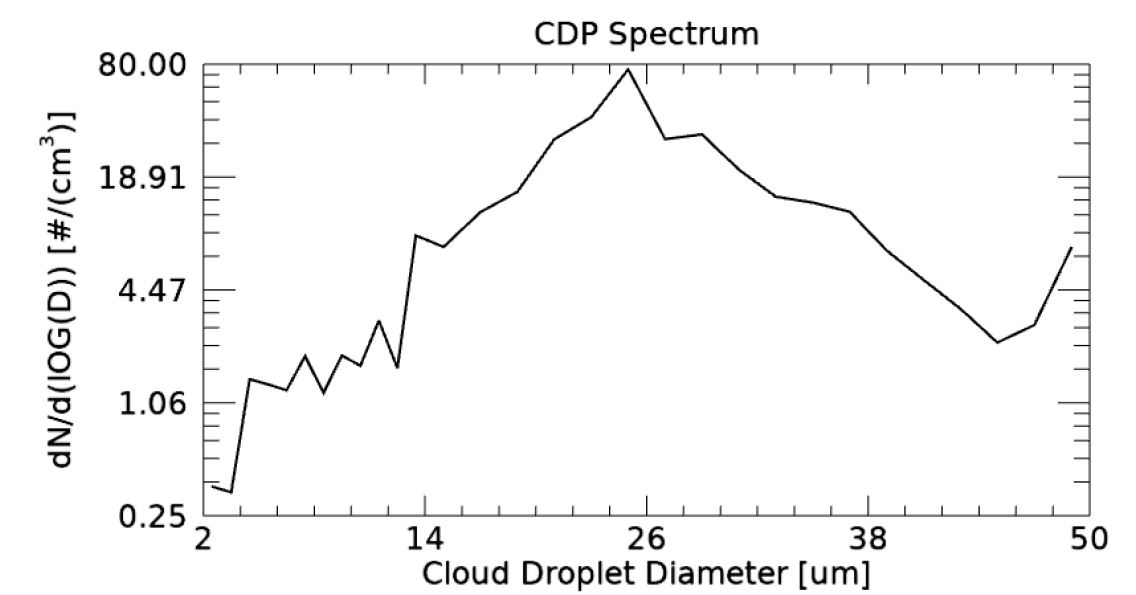 CDP Spectrum
80.00
18.91
4.47
1.06
0.25
dN/d(lOG(D)) [#/(cm³)]
2 14 26 38 50
Cloud Droplet Diameter [um]